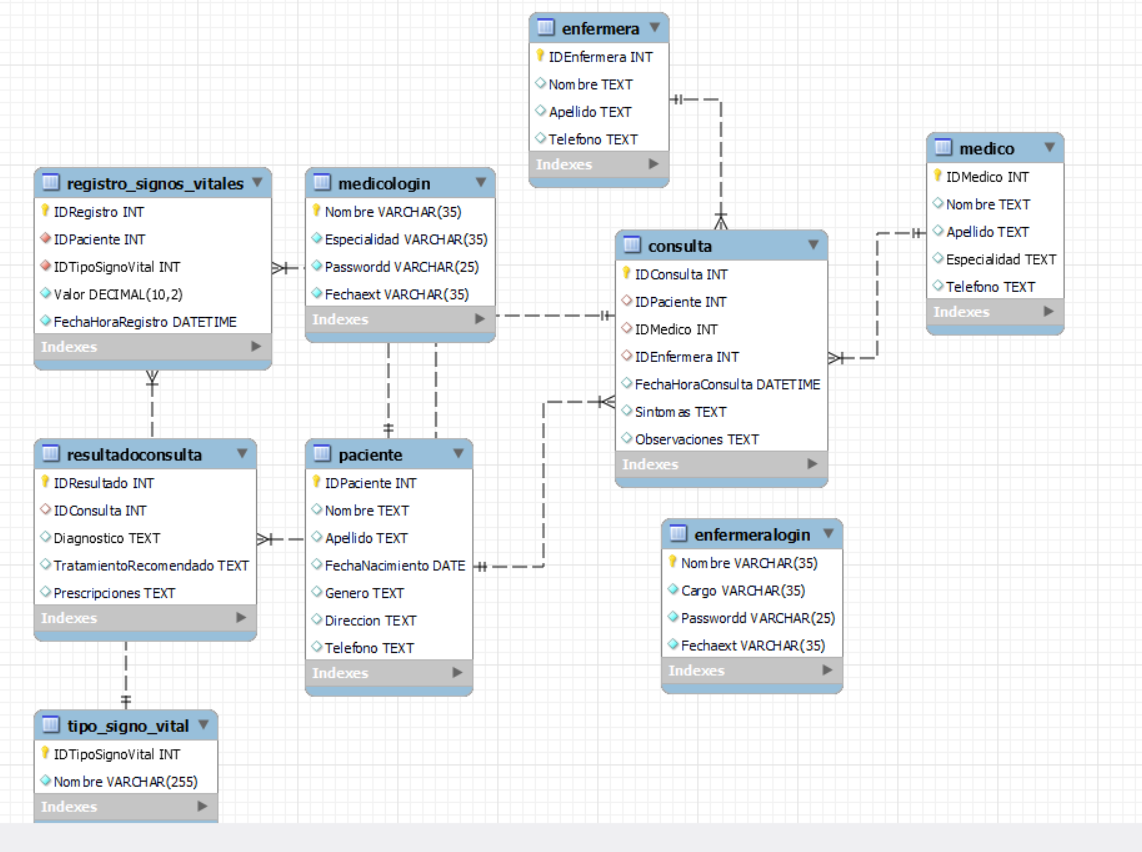 enfermera
IDEnfermera INT
Nombre TEXT
Apellido TEXT
Telefono TEXT
Indexes
medico
IDMedico INT
Nombre TEXT
Apellido TEXT
Especialidad TEXT
Telefono TEXT
Indexes
registro_signos_vitales
IDRegistro INT
IDPaciente INT
IDTipoSignoVital INT
Valor DECIMAL(10,2)
FechaHoraRegistro DATETIME
Indexes
medicologin
Nombre VARCHAR(35)
Especialidad VARCHAR(35)
Passwordd VARCHAR(25)
Fechaext VARCHAR(35)
Indexes
consulta
IDConsulta INT
IDPaciente INT
IDMedico INT
IDEnfermera INT
FechaHoraConsulta DATETIME
Sintomas TEXT
Observaciones TEXT
Indexes
resultadoconsulta
IDResultado INT
IDConsulta INT
Diagnostico TEXT
TratamientoRecomendado TEXT
Prescripciones TEXT
Indexes
paciente
IDPaciente INT
Nombre TEXT
Apellido TEXT
FechaNacimiento DATE
Genero TEXT
Direccion TEXT
Telefono TEXT
Indexes
enfermeralogin
Nombre VARCHAR(35)
Cargo VARCHAR(35)
Passwordd VARCHAR(25)
Fechaext VARCHAR(35)
Indexes
tipo_signo_vital
IDTipoSignoVital INT
Nombre VARCHAR(255)
Indexes